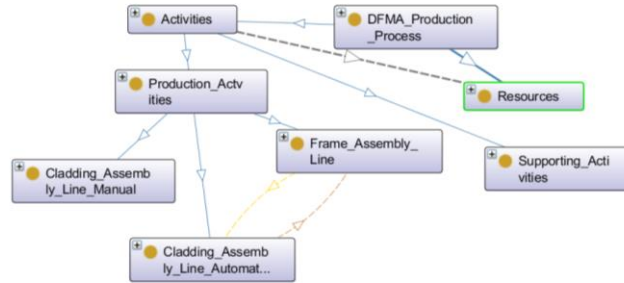 Activities
DFMA_Production
_Process
Production_Actv
ities
Resources
Frame_Assembly_
Line
Cladding_Assemb
ly_Line_Manual
Supporting_Acti
vities
Cladding_Assemb
ly_Line_Automat...